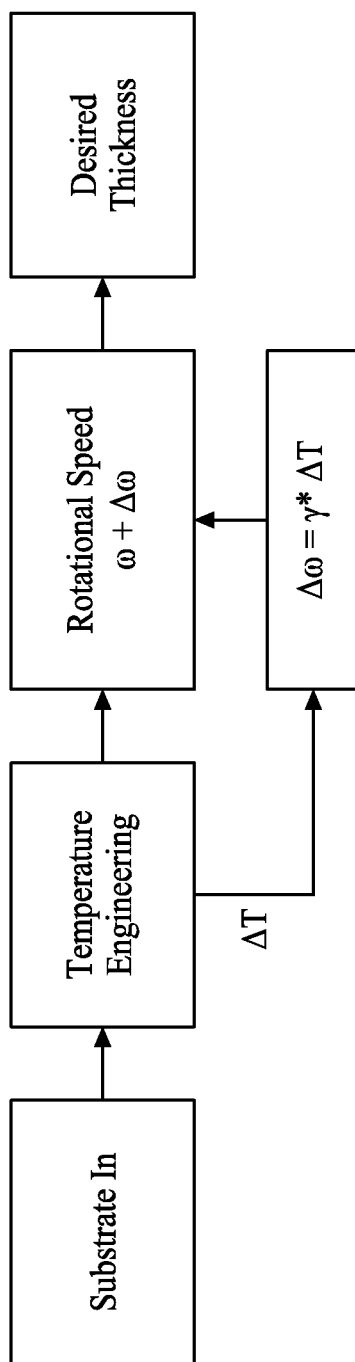 Substrate In
Temperature
Engineering
ΔT
Rotational Speed
ω + Δω
Δω = γ* ΔT
Desired
Thickness